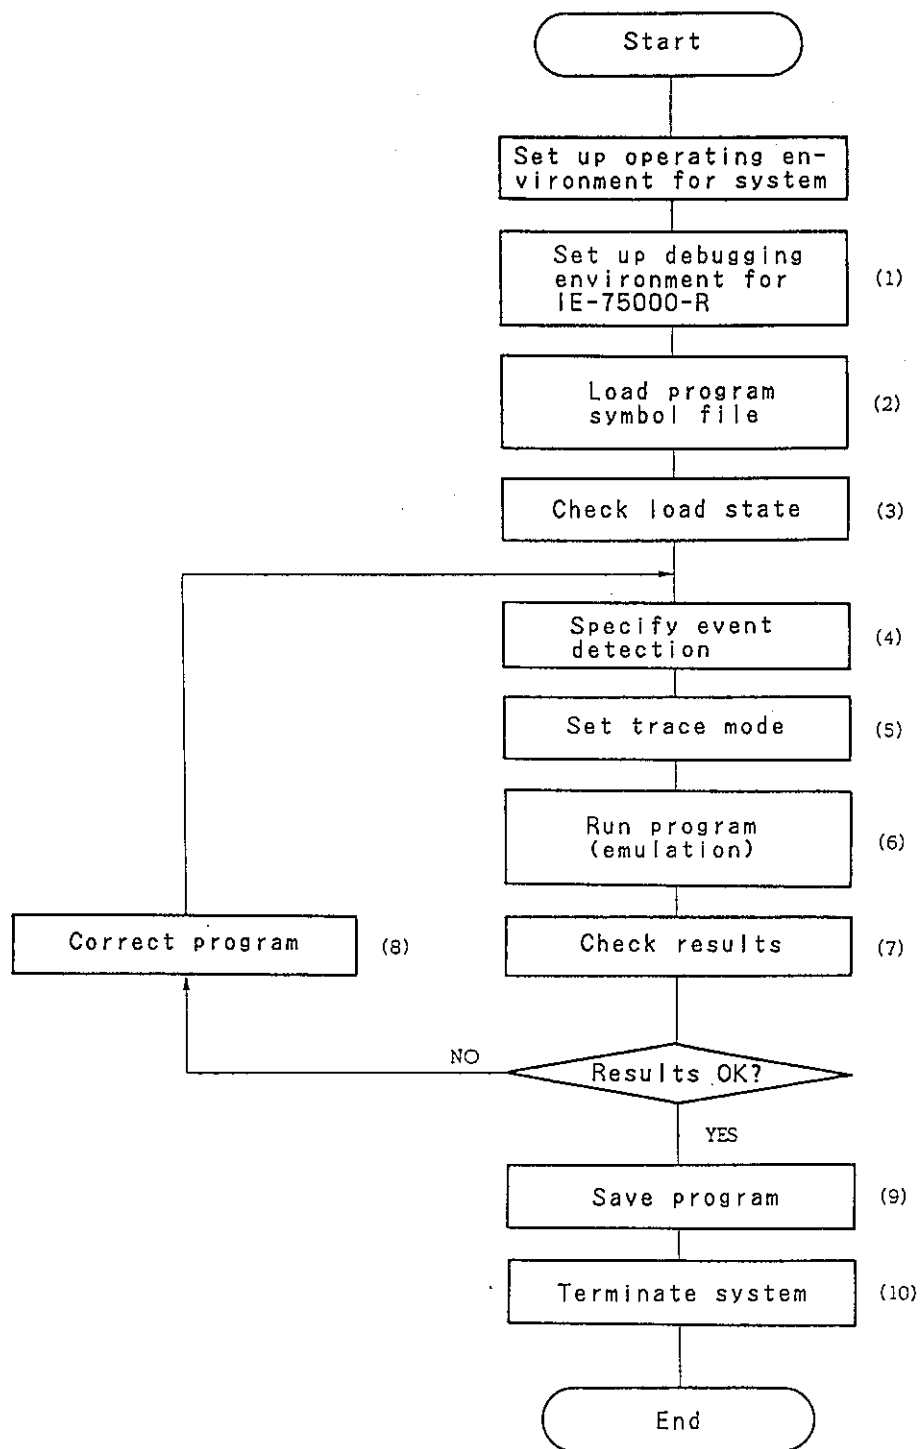 Start
Set up operating en-
vironment for system
Set up debugging
environment for
IE-75000-R
(1)
Load program
symbol file
(2)
Check load state
(3)
Specify event
detection
(4)
Set trace mode
(5)
Run program
(emulation)
(6)
Correct program
(8)
Check results
(7)
NO
Results OK?
YES
Save program
(9)
Terminate system
(10)
End